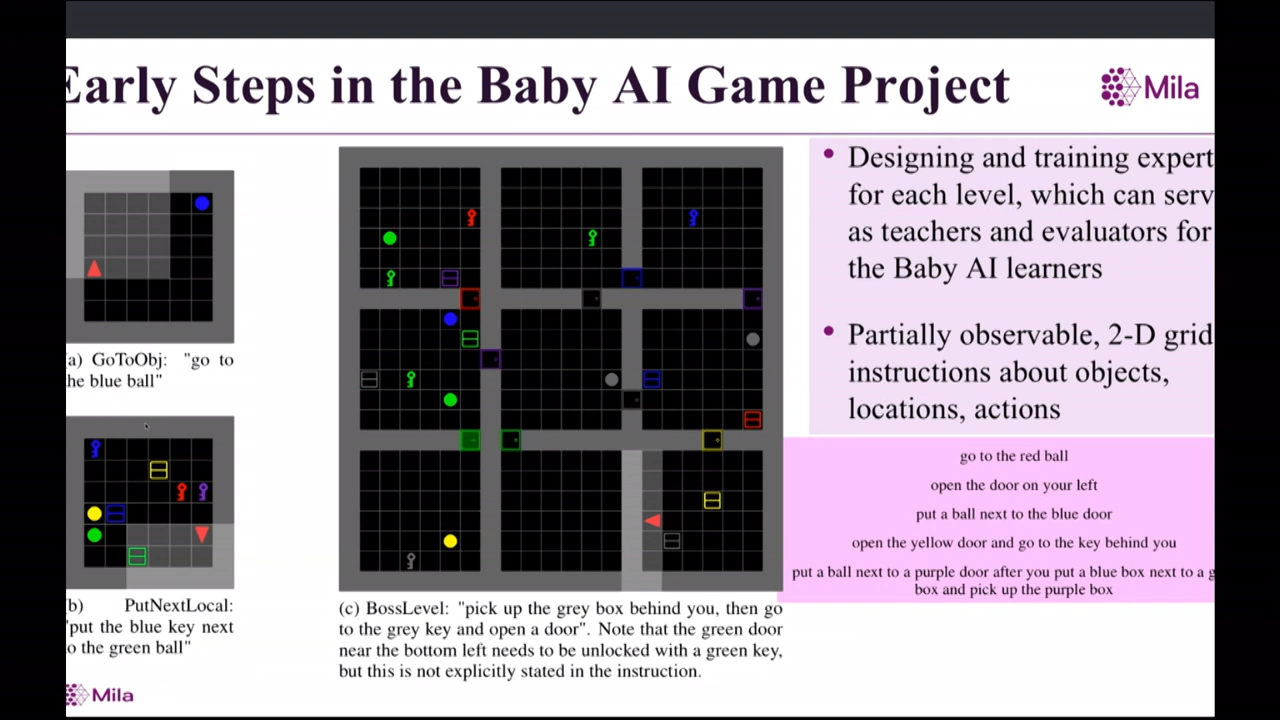 Early Steps in the Baby AI Game Project
Mila
a) GoToObj: "go to
he blue ball"
b) PutNextLocal:
"put the blue key next
o the green ball"
(c) BossLevel: "pick up the grey box behind you, then go
to the grey key and open a door". Note that the green door
near the bottom left needs to be unlocked with a green key,
but this is not explicitly stated in the instruction.
• Designing and training expert
for each level, which can serv
as teachers and evaluators for
the Baby AI learners
• Partially observable, 2-D grid
instructions about objects,
locations, actions
go to the red ball
open the door on your left
put a ball next to the blue door
open the yellow door and go to the key behind you
put a ball next to a purple door after you put a blue box next to a g
box and pick up the purple box
Mila